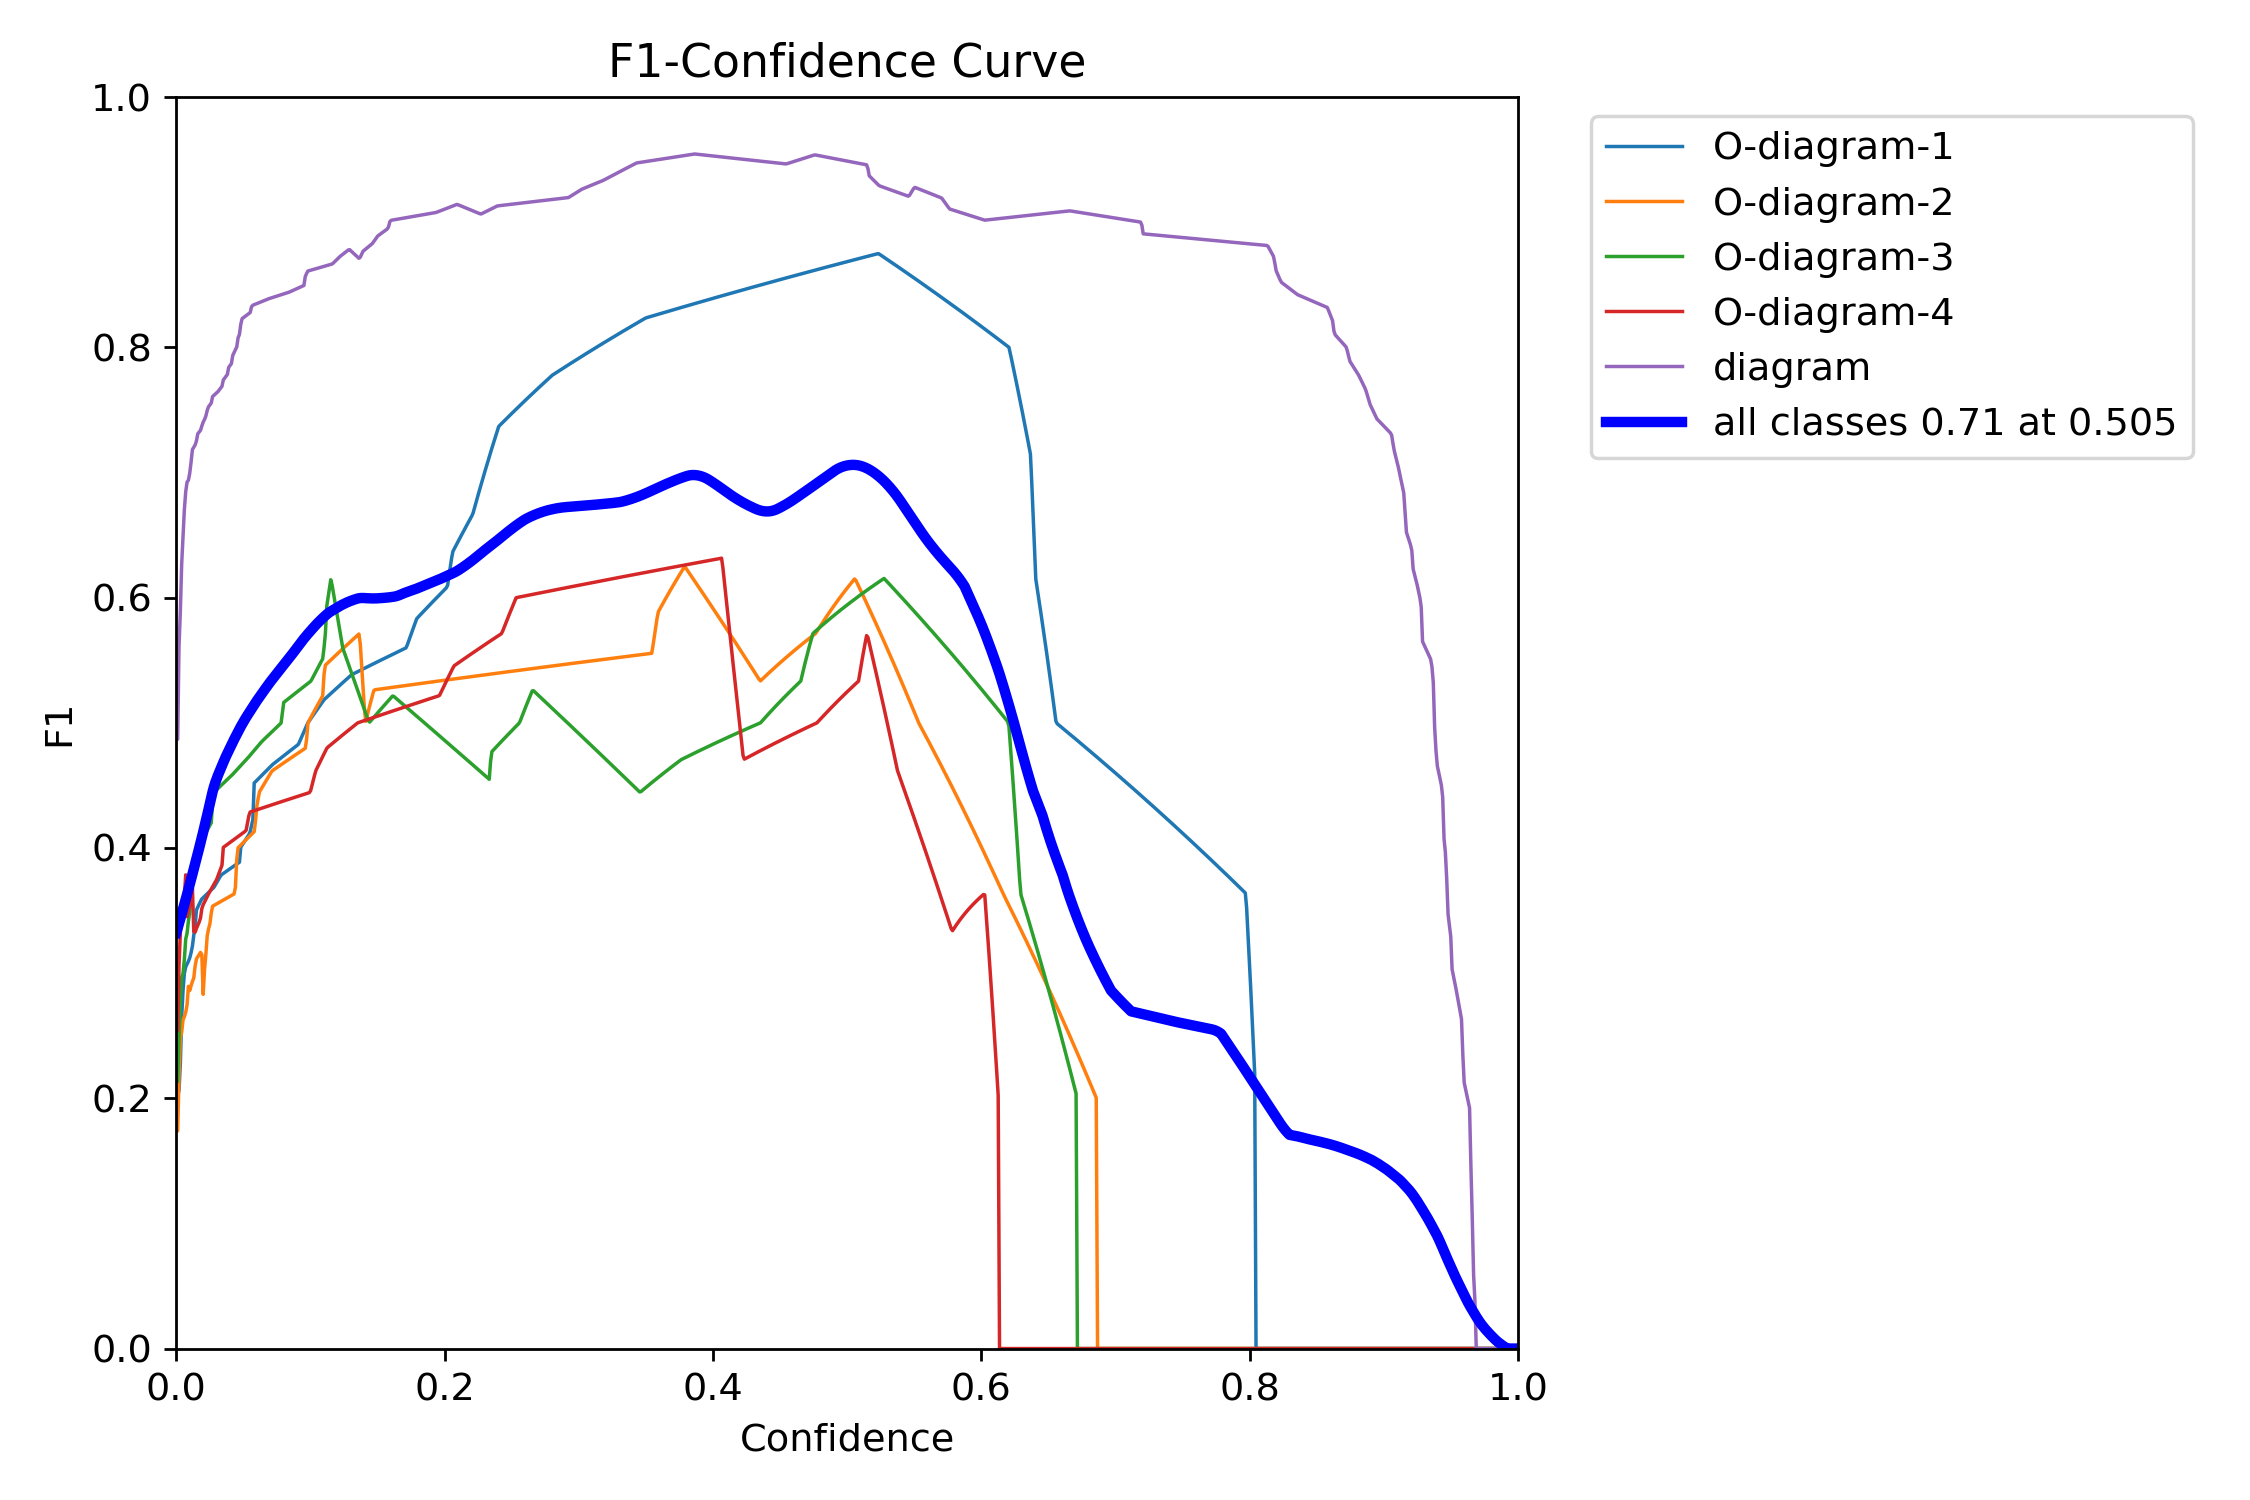 F1-Confidence Curve
1.0
0.8
0.6
0.4
0.2
0.0
F1
0.0 0.2 0.4 0.6 0.8 1.0
Confidence
O-diagram-1
O-diagram-2
O-diagram-3
O-diagram-4
diagram
all classes 0.71 at 0.505